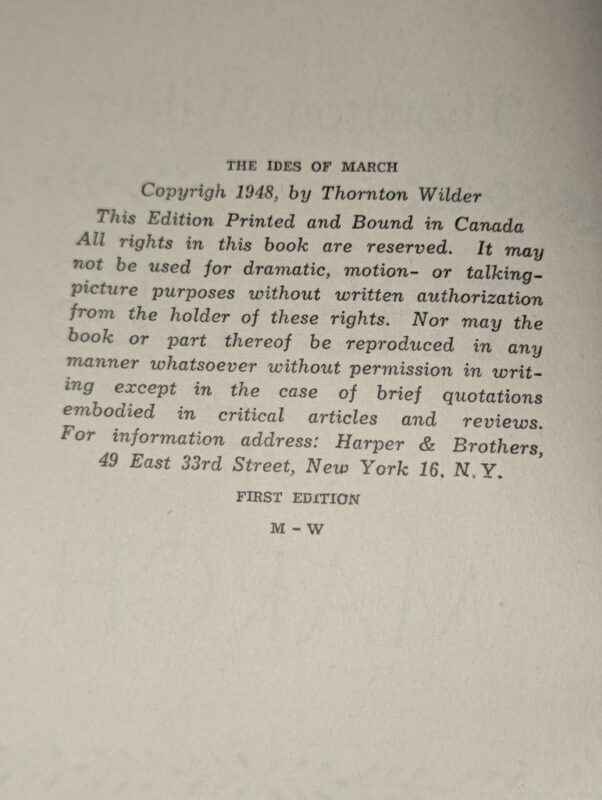 THE IDES OF MARCH
Copyrigh 1948, by Thornton Wilder
This Edition Printed and Bound in Canada
All rights in this book are reserved. It may
not be used for dramatic, motion- or talking-
picture purposes without written authorization
from the holder of these rights. Nor may the
book or part thereof be reproduced in any
manner whatsoever without permission in writ-
ing except in the case of brief quotations
embodied in critical articles and reviews.
For information address: Harper & Brothers,
49 East 33rd Street, New York 16, N.Y.
FIRST EDITION
M - W